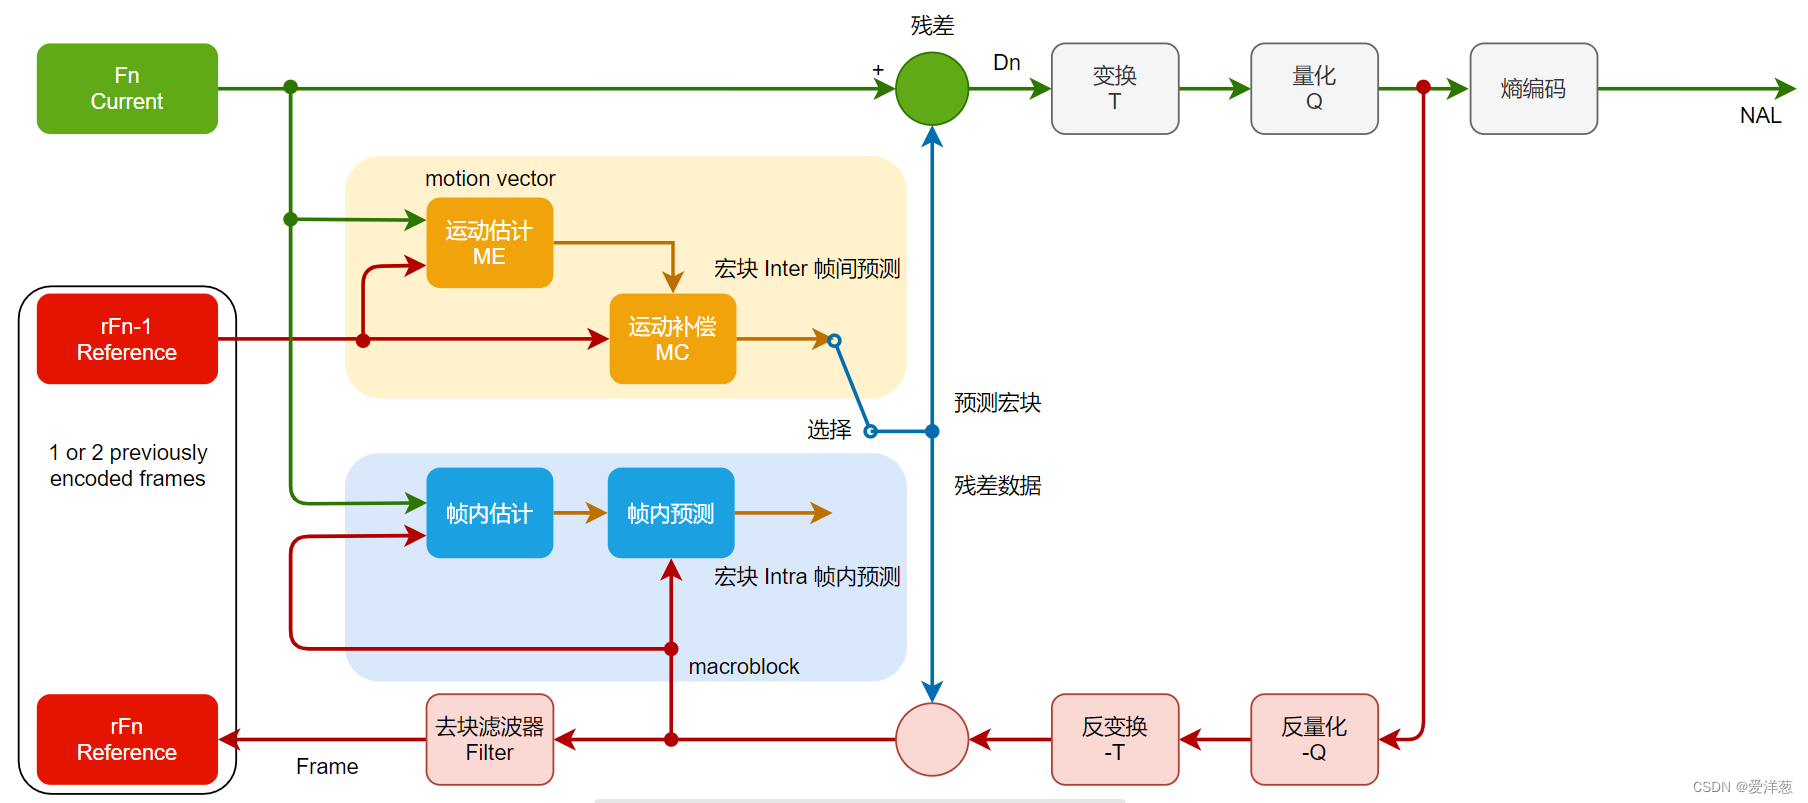 残差
Fn
Current
+
Dn
变换
T
量化
Q
熵编码
NAL
motion vector
运动估计
ME
宏块 Inter 帧间预测
rFn-1
Reference
运动补偿
MC
预测宏块
选择
1 or 2 previously
encoded frames
残差数据
帧内估计
帧内预测
宏块 Intra 帧内预测
macroblock
rFn
Reference
去块滤波器
Filter
反变换
-T
反量化
-Q
Frame
CSDN @爱洋葱